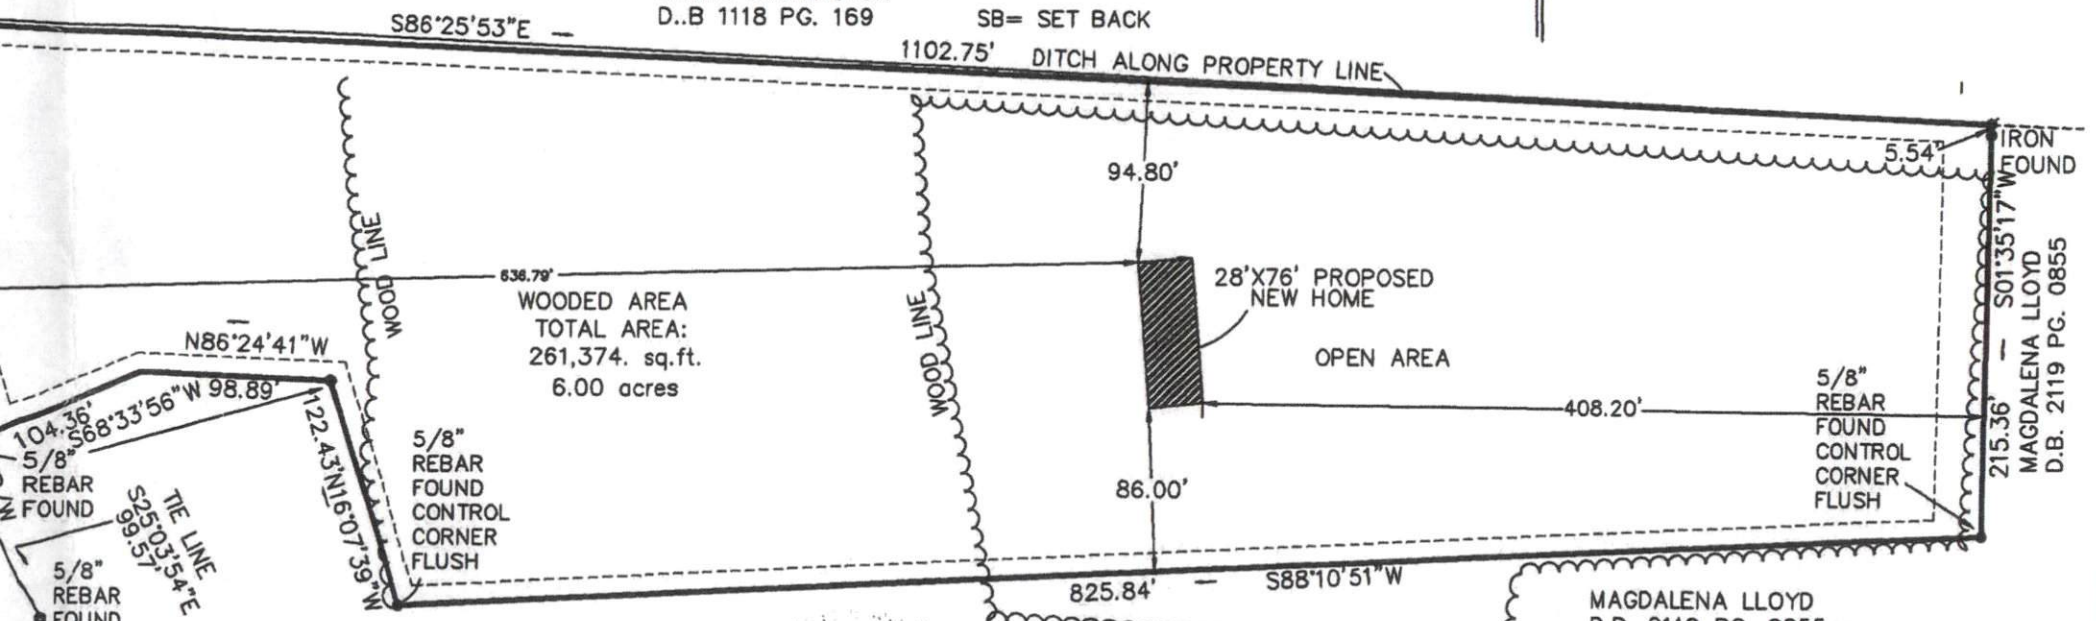 D..B 1118 PG. 169
SB= SET BACK
S86°25'53"E
1102.75'
DITCH ALONG PROPERTY LINE
IRON
FOUND
5.54'
94.80'
S01°35'17"W
215.36'
MAGDALENA LLOYD
D.B. 2119 PG. 0855
WOOD LINE
636.79'
WOODED AREA
TOTAL AREA:
261,374. sq.ft.
6.00 acres
WOOD LINE
28'X76' PROPOSED
NEW HOME
OPEN AREA
408.20'
5/8"
REBAR
FOUND
CONTROL
CORNER
FLUSH
N86°24'41"W
98.89'
104.36'
S68°33'56"W
122.43'
N16°07'39"W
5/8"
REBAR
FOUND
TIE LINE
S25°03'54"E
99.57'
5/8"
REBAR
FOUND
5/8"
REBAR
FOUND
CONTROL
CORNER
FLUSH
86.00'
825.84'
S88°10'51"W
MAGDALENA LLOYD